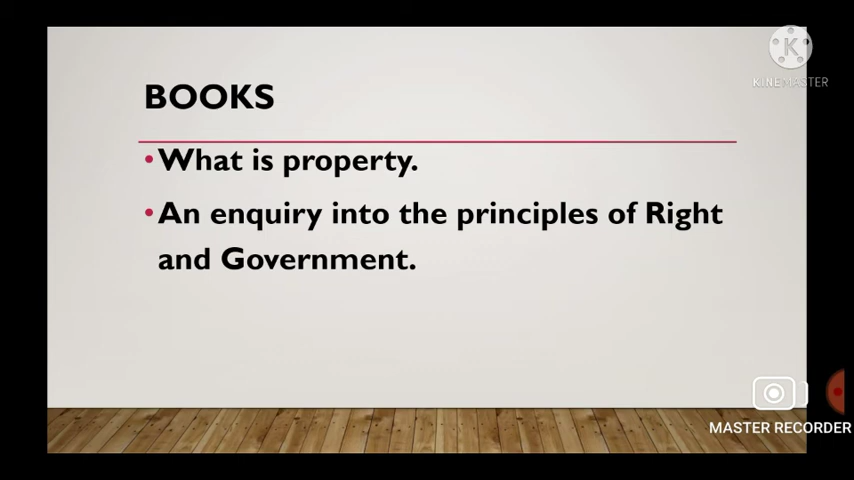 KINEMASTER
BOOKS
•What is property.
•An enquiry into the principles of Right
and Government.
MASTER RECORDER